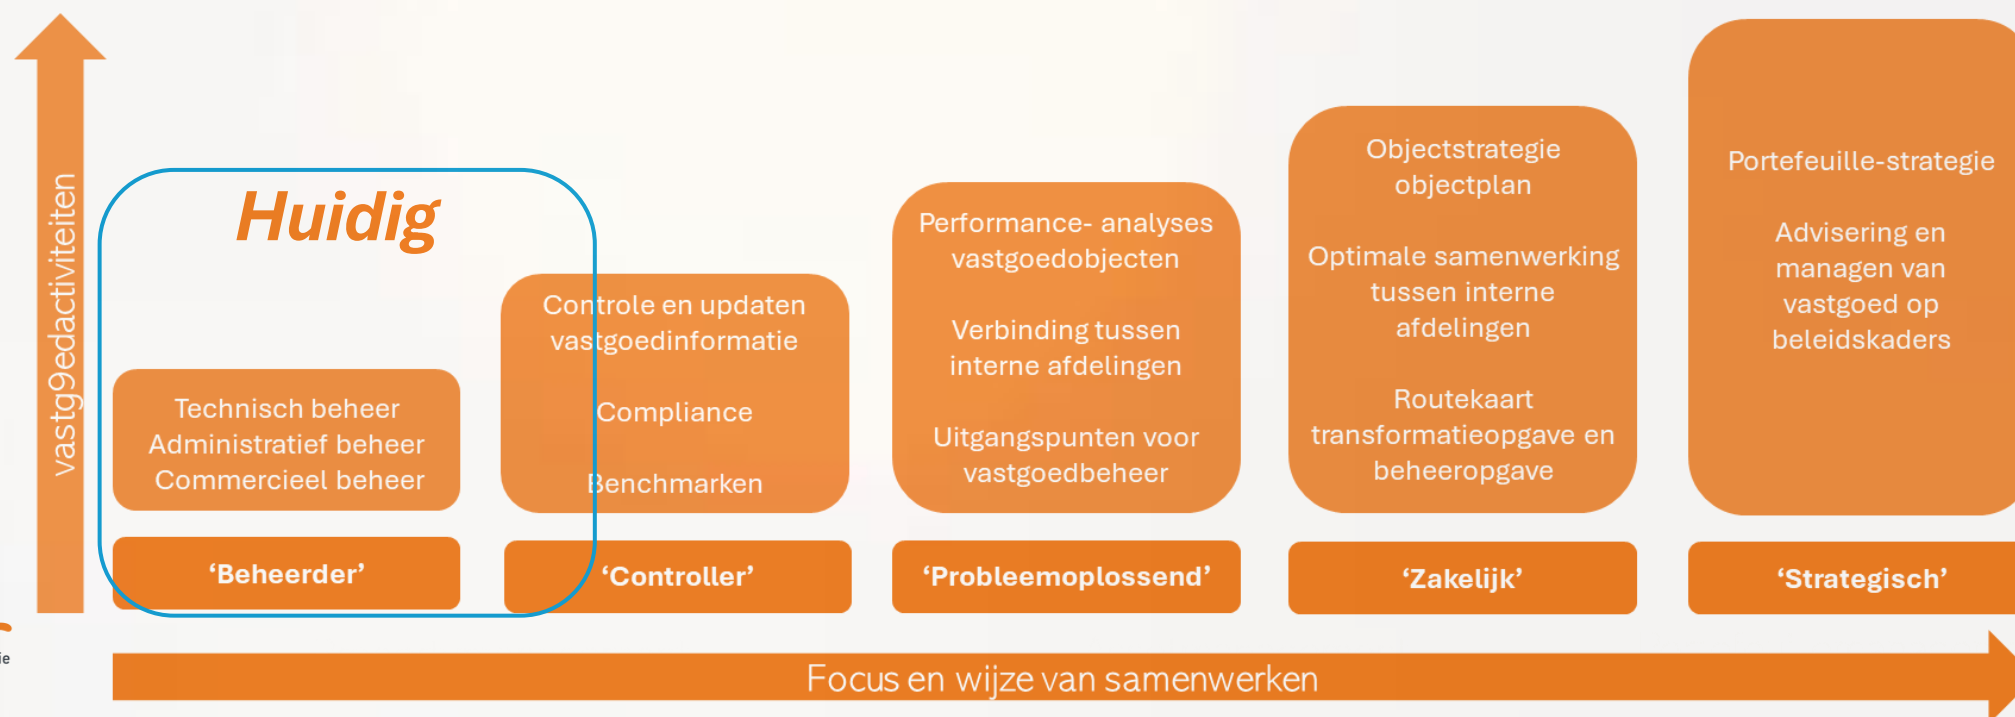 vastg9edactiviteiten
Huidig
Technisch beheer
Administratief beheer
Commercieel beheer
‘Beheerder’
Controle en updaten
vastgoedinformatie
Compliance
Benchmarken
‘Controller’
Performance- analyses
vastgoedobjecten
Verbinding tussen
interne afdelingen
Uitgangspunten voor
vastgoedbeheer
‘Probleemoplossend’
Objectstrategie
objectplan
Optimale samenwerking
tussen interne
afdelingen
Routekaart
transformatieopgave en
beheeropgave
‘Zakelijk’
Portefeuille-strategie
Advisering en
managen van
vastgoed op
beleidskaders
‘Strategisch’
ie
Focus en wijze van samenwerken